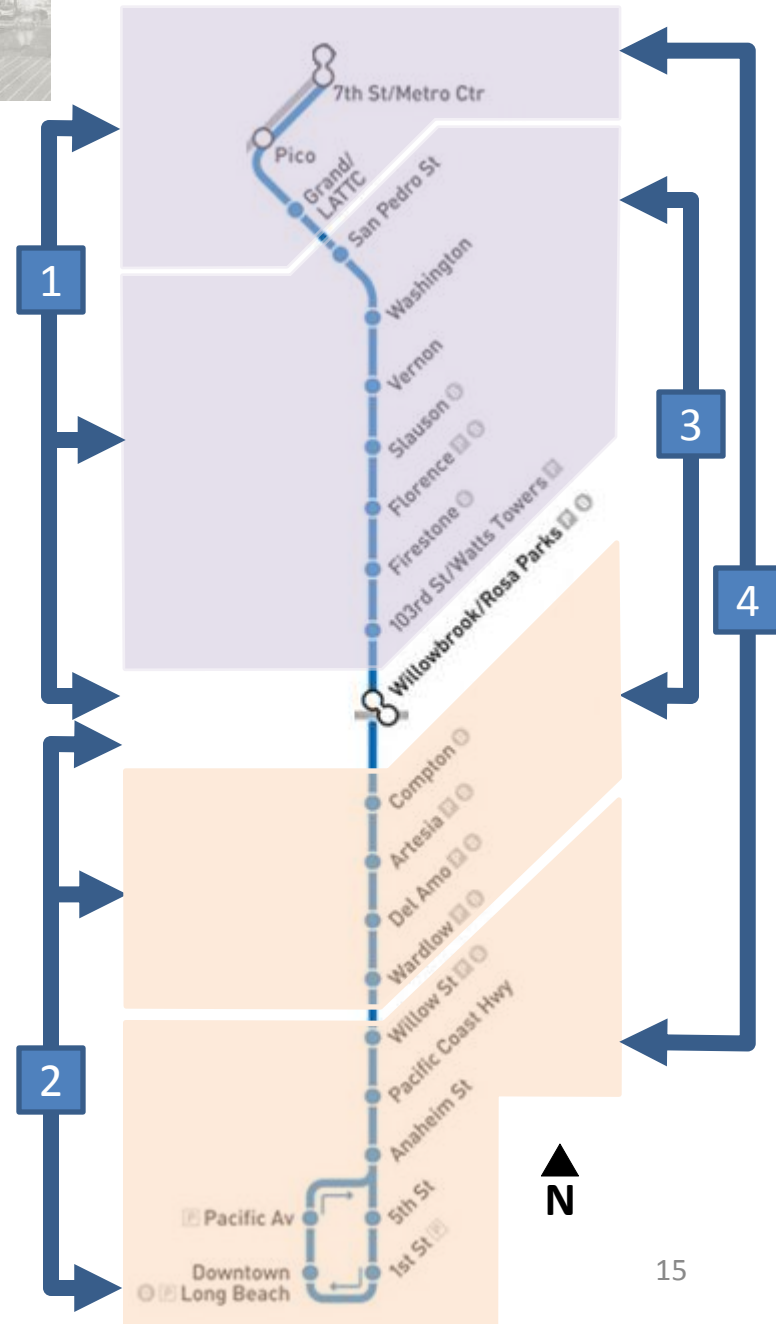 7th St/Metro Ctr
Pico
Grand/
LATTC
San Pedro St
1
Washington
Vernon
Slauson
3
Florence P
Firestone
103rd St/Watts Towers P
Willowbrook/Rosa Parks P
4
Compton
Artesia P
Del Amo P
Wardlow P
Willow St P
Pacific Coast Hwy
2
Anaheim St
N
P Pacific Av
5th St
1st St P
Downtown
P Long Beach
15